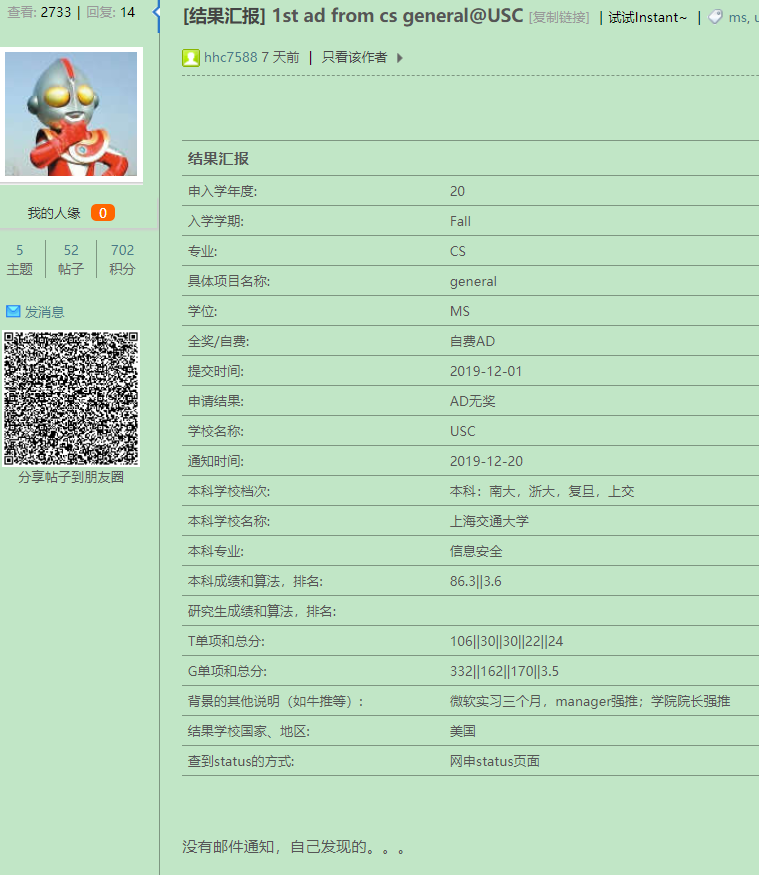 查看: 2733 | 回复: 14
[结果汇报] 1st ad from cs general@USC [复制链接] | 试试Instant~ | ms, u
hhc7588 7 天前 | 只看该作者
我的人缘 0
5 52 702
主题 帖子 积分
发消息
分享帖子到朋友圈
结果汇报
申入学年度: 20
入学学期: Fall
专业: CS
具体项目名称: general
学位: MS
全奖/自费: 自费AD
提交时间: 2019-12-01
申请结果: AD无奖
学校名称: USC
通知时间: 2019-12-20
本科学校档次: 本科：南大，浙大，复旦，上交
本科学校名称: 上海交通大学
本科专业: 信息安全
本科成绩和算法，排名: 86.3||3.6
研究生成绩和算法，排名:
T单项和总分: 106||30||30||22||24
G单项和总分: 332||162||170||3.5
背景的其他说明（如牛推等）: 微软实习三个月，manager强推；学院院长强推
结果学校国家、地区: 美国
查到status的方式: 网申status页面
没有邮件通知，自己发现的。。。